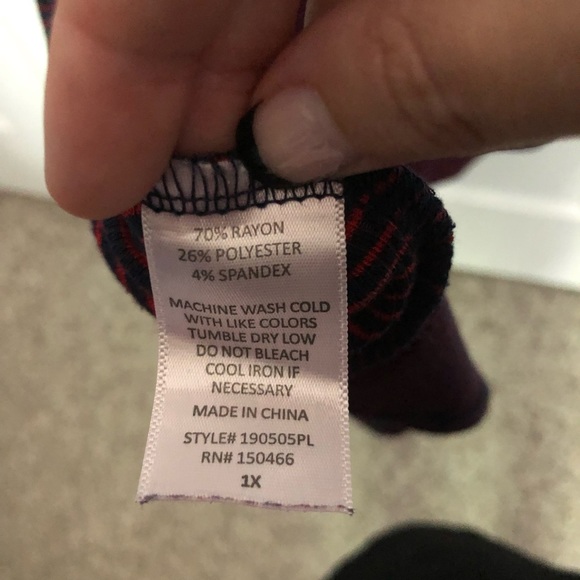 70% RAYON
26% POLYESTER
4% SPANDEX
MACHINE WASH COLD
WITH LIKE COLORS
TUMBLE DRY LOW
DO NOT BLEACH
COOL IRON IF
NECESSARY
MADE IN CHINA
STYLE# 190505PL
RN# 150466
1X